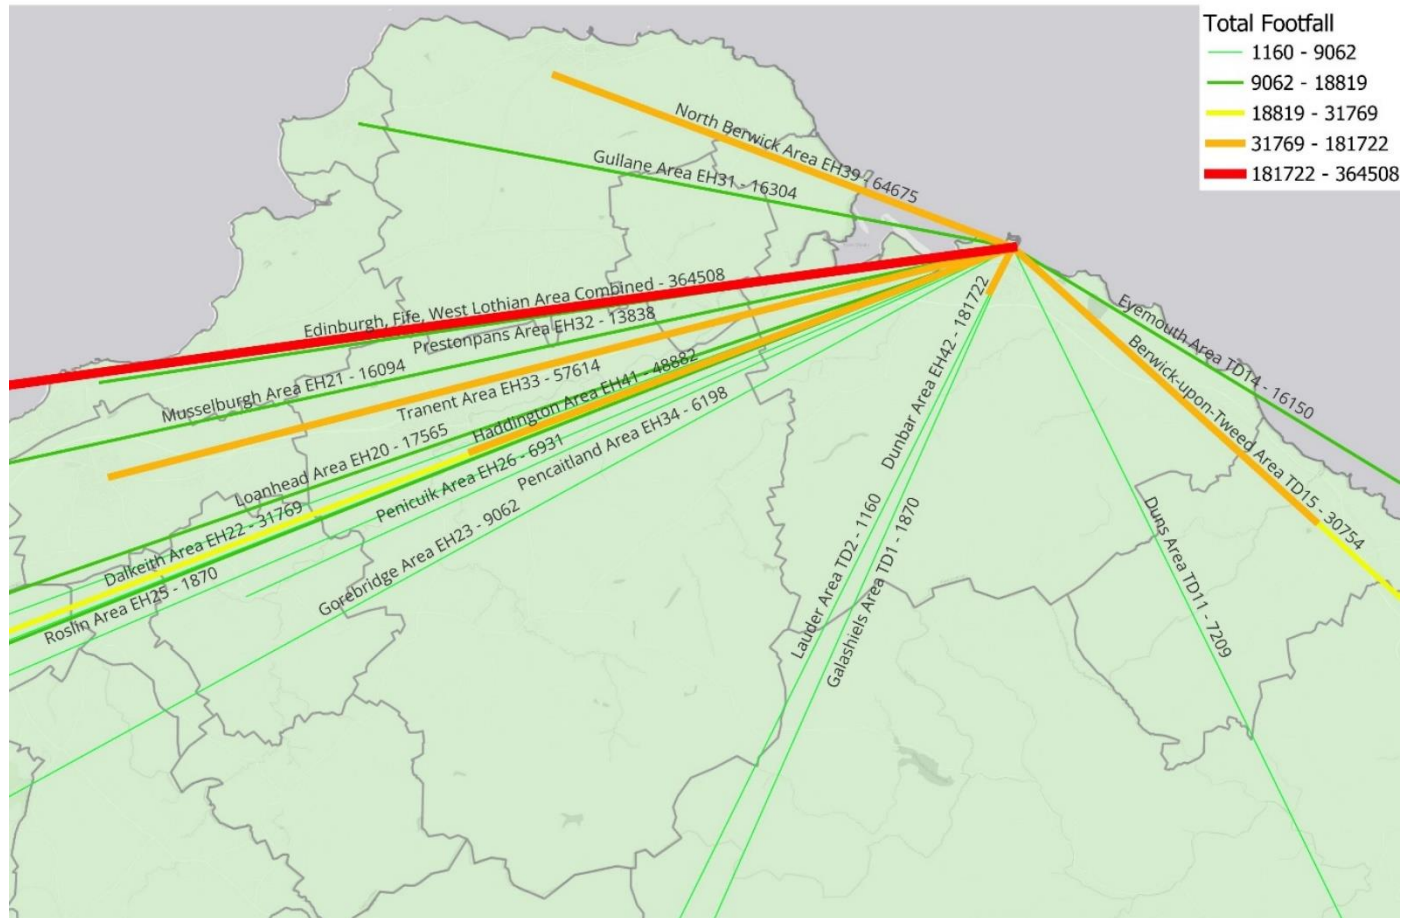 Total Footfall
1160 - 9062
9062 - 18819
18819 - 31769
31769 - 181722
181722 - 364508
North Berwick Area EH39 - 64675
Gullane Area EH31 - 16304
Edinburgh, Fife, West Lothian Area Combined - 364508
Prestonpans Area EH32 - 13838
Musselburgh Area EH21 - 16094
Tranent Area EH33 - 57614
Haddington Area EH41 - 48882
Loanhead Area EH20 - 17565
Penicuik Area EH26 - 6931
Pencaitland Area EH34 - 6198
Dalkeith Area EH22 - 31769
Gorebridge Area EH23 - 9062
Roslin Area EH25 - 1870
Dunbar Area EH42 - 181722
Lauder Area TD2 - 1160
Galashiels Area TD1 - 1870
Eyemouth Area TD14 - 16150
Berwick-upon-Tweed Area TD15 - 30754
Duns Area TD11 - 7209